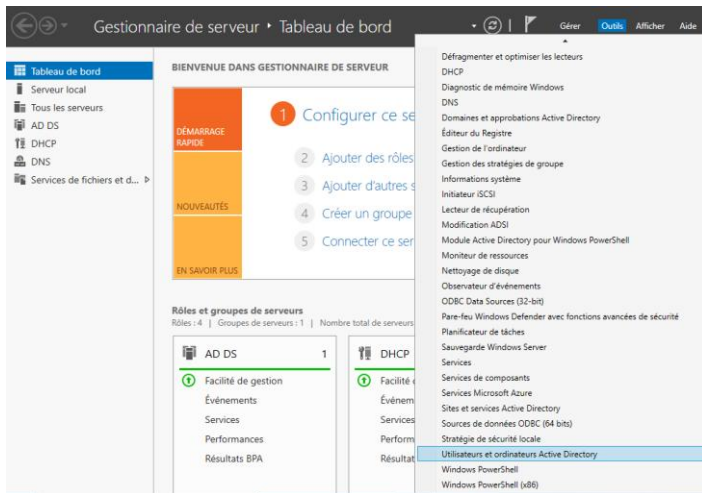 Gestionnaire de serveur • Tableau de bord
Gérer Outils Afficher Aide
Tableau de bord
Serveur local
Tous les serveurs
AD DS
DHCP
DNS
Services de fichiers et d...
BIENVENUE DANS GESTIONNAIRE DE SERVEUR
DÉMARRAGE
RAPIDE
NOUVEAUTÉS
EN SAVOIR PLUS
1 Configurer ce se
2 Ajouter des rôles
3 Ajouter d'autres s
4 Créer un groupe
5 Connecter ce ser
Rôles et groupes de serveurs
Rôles : 4 | Groupes de serveurs : 1 | Nombre total de serveurs
AD DS 1
Facilité de gestion
Événements
Services
Performances
Résultats BPA
DHCP
Facilité
Événem
Services
Perform
Résultat
Défragmenter et optimiser les lecteurs
DHCP
Diagnostic de mémoire Windows
DNS
Domaines et approbations Active Directory
Éditeur du Registre
Gestion de l'ordinateur
Gestion des stratégies de groupe
Informations système
Initiateur iSCSI
Lecteur de récupération
Modification ADSI
Module Active Directory pour Windows PowerShell
Moniteur de ressources
Nettoyage de disque
Observateur d'événements
ODBC Data Sources (32-bit)
Pare-feu Windows Defender avec fonctions avancées de sécurité
Planificateur de tâches
Sauvegarde Windows Server
Services
Services de composants
Services Microsoft Azure
Sites et services Active Directory
Sources de données ODBC (64 bits)
Stratégie de sécurité locale
Utilisateurs et ordinateurs Active Directory
Windows PowerShell
Windows PowerShell (x86)